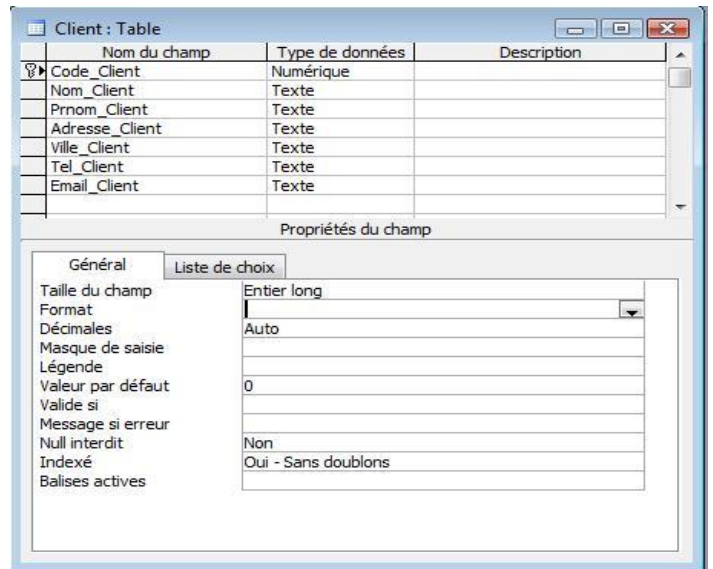 Client : Table
Nom du champ Type de données Description
Code_Client Numérique
Nom_Client Texte
Prnom_Client Texte
Adresse_Client Texte
Ville_Client Texte
Tel_Client Texte
Email_Client Texte
Propriétés du champ
Général Liste de choix
Taille du champ Entier long
Format
Décimales Auto
Masque de saisie
Légende
Valeur par défaut 0
Valide si
Message si erreur
Null interdit Non
Indexé Oui - Sans doublons
Balises actives